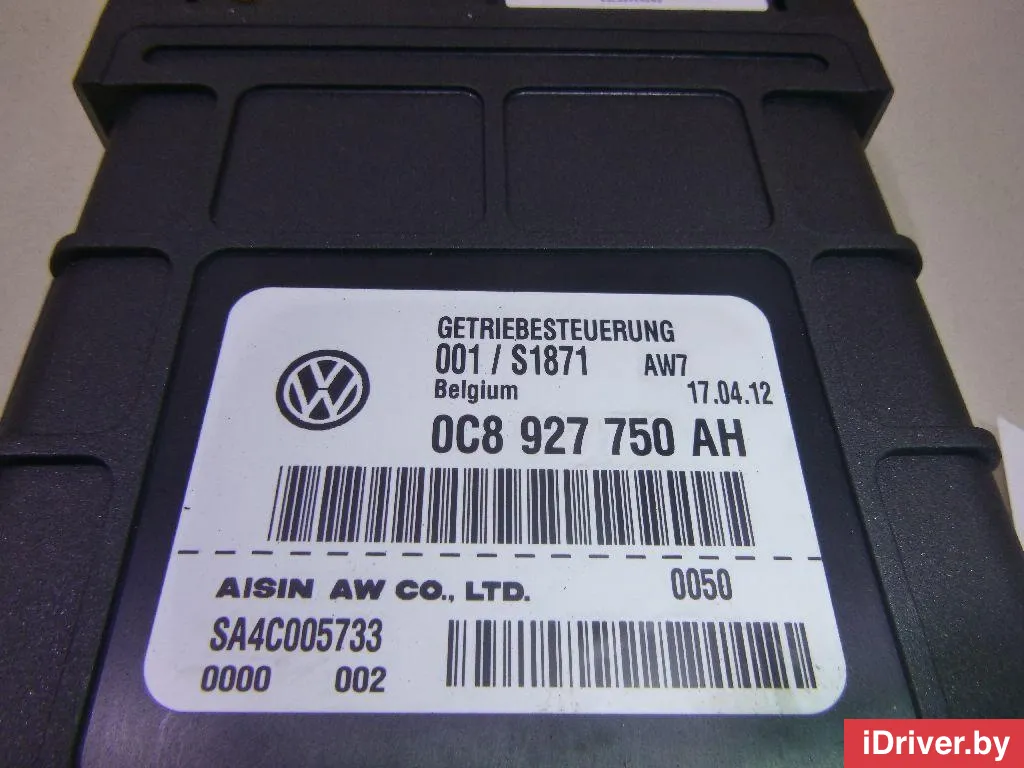 GETRIEBESTEUERUNG
001 / S1871 AW7
Belgium 17.04.12
0C8 927 750 AH
AISIN AW CO., LTD. 0050
SA4C005733
0000 002
iDriver.by